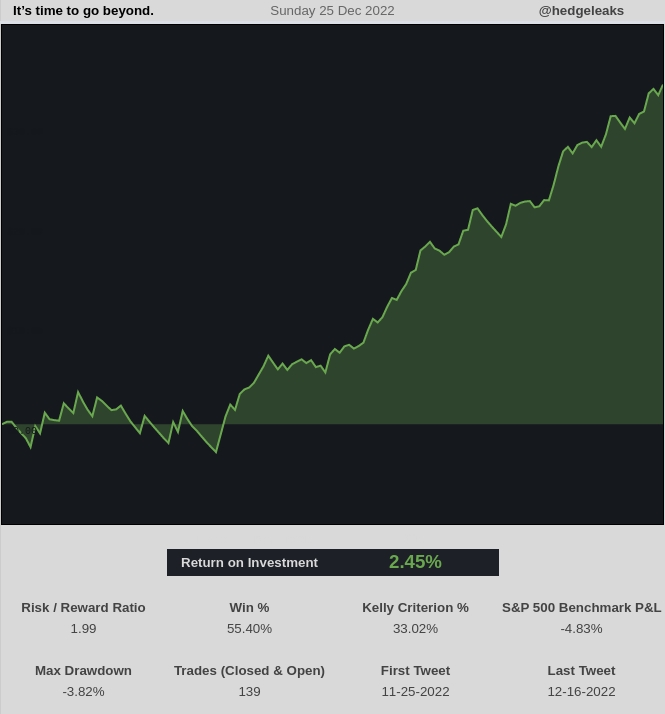 It's time to go beyond. Sunday 25 Dec 2022 @hedgeleaks
Return on Investment 2.45%
Risk / Reward Ratio Win % Kelly Criterion % S&P 500 Benchmark P&L
1.99 55.40% 33.02% -4.83%
Max Drawdown Trades (Closed & Open) First Tweet Last Tweet
-3.82% 139 11-25-2022 12-16-2022